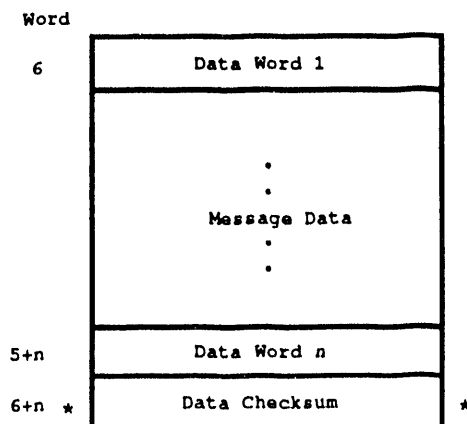 Word
6 Data Word 1
Message Data
5+n Data Word n
6+n * Data Checksum *